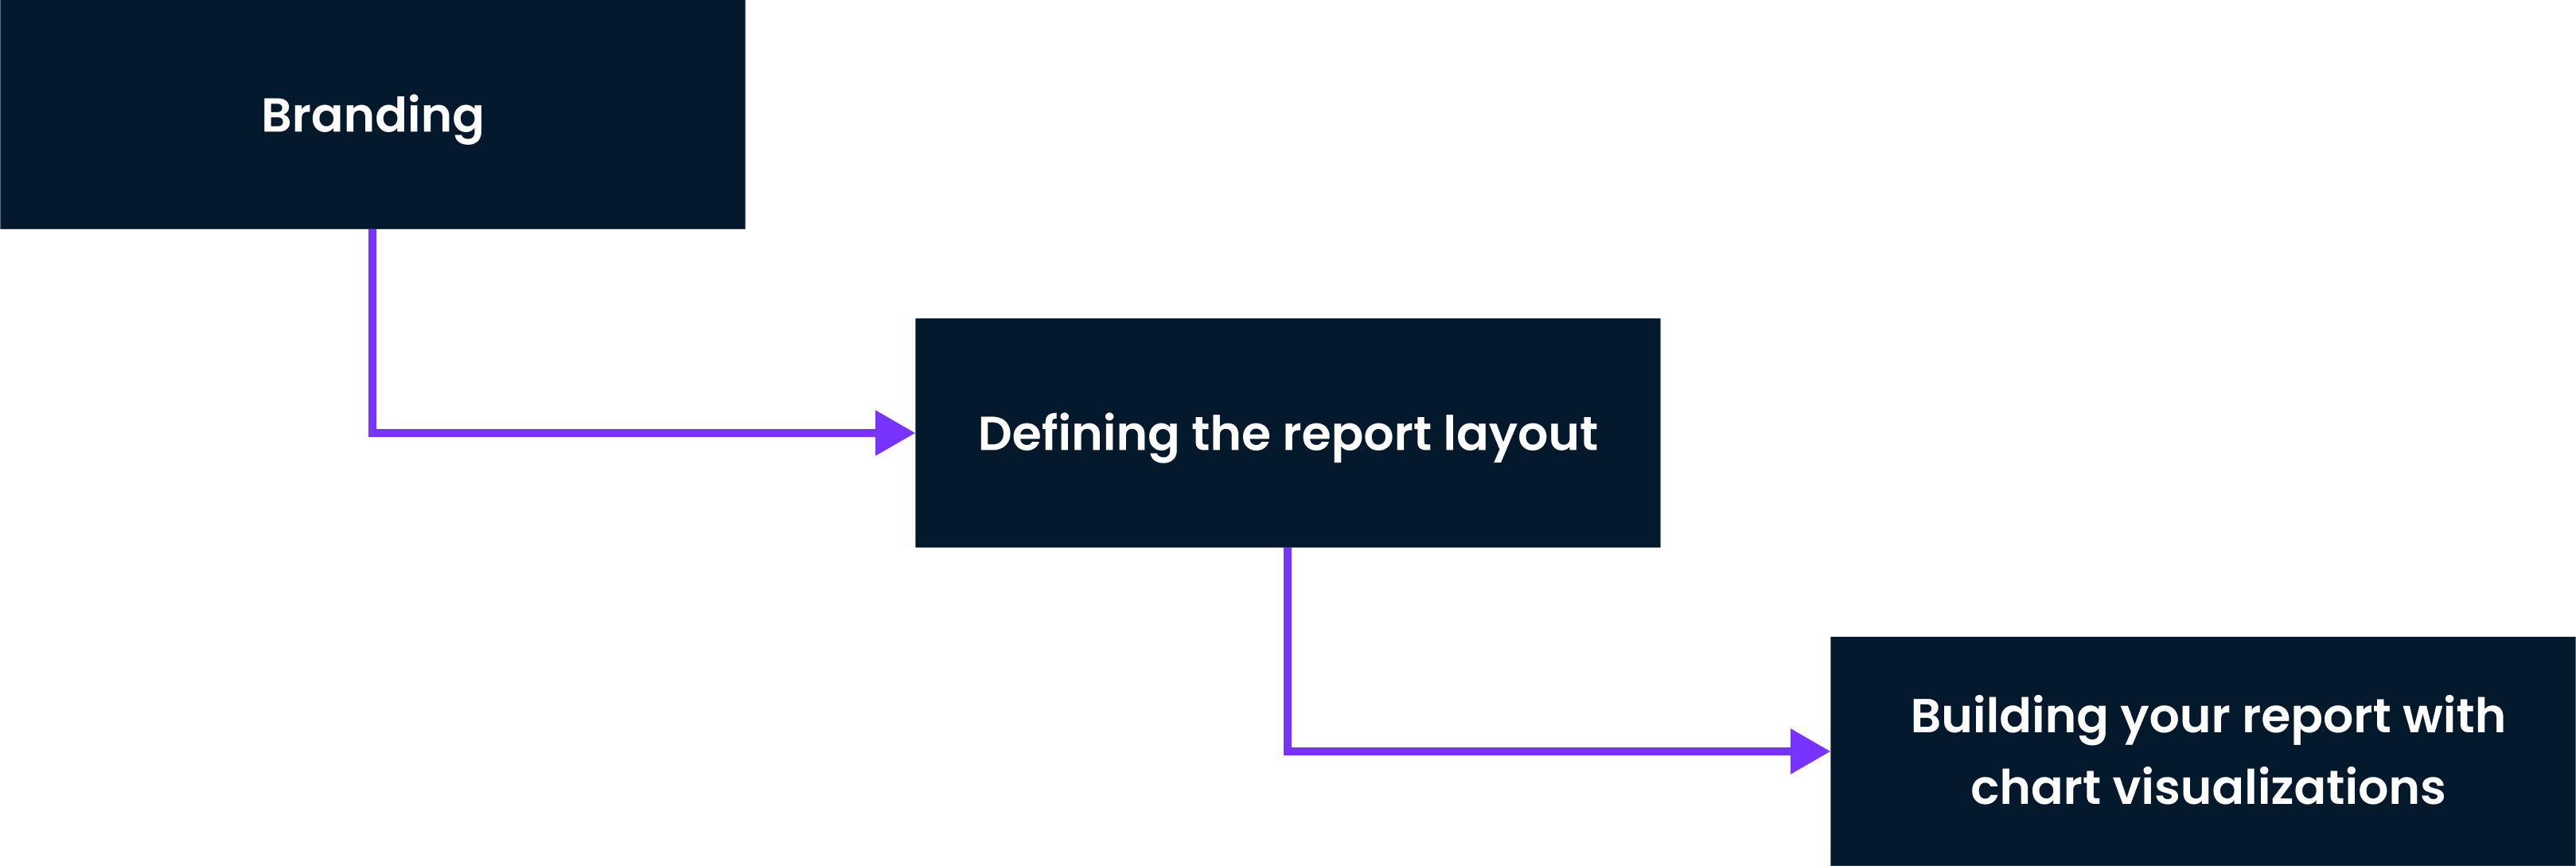 Branding
Defining the report layout
Building your report with
chart visualizations